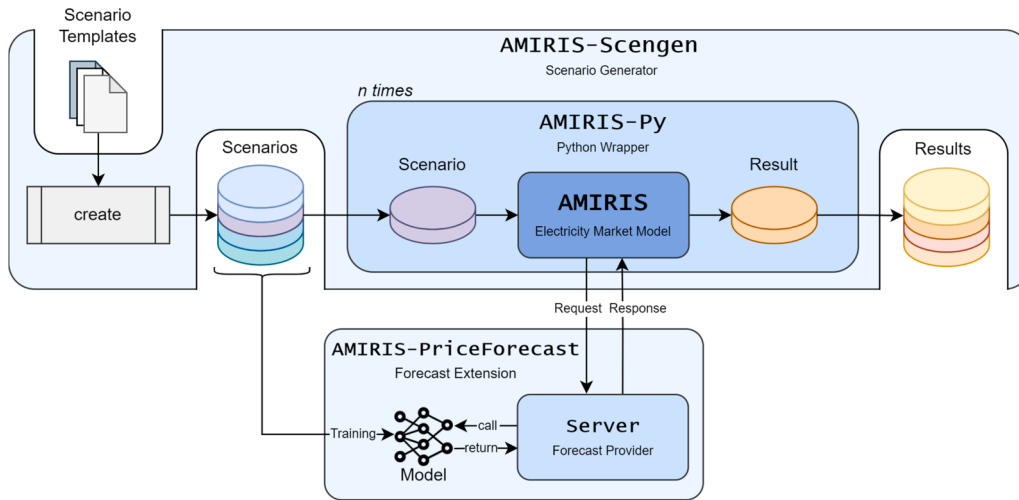 Scenario
Templates
AMIRIS-Scengen
Scenario Generator
n times
AMIRIS-Py
Python Wrapper
Scenarios
Scenario
Result
Results
create
AMIRIS
Electricity Market Model
Request
Response
AMIRIS-PriceForecast
Forecast Extension
Server
Forecast Provider
Training
call
return
Model